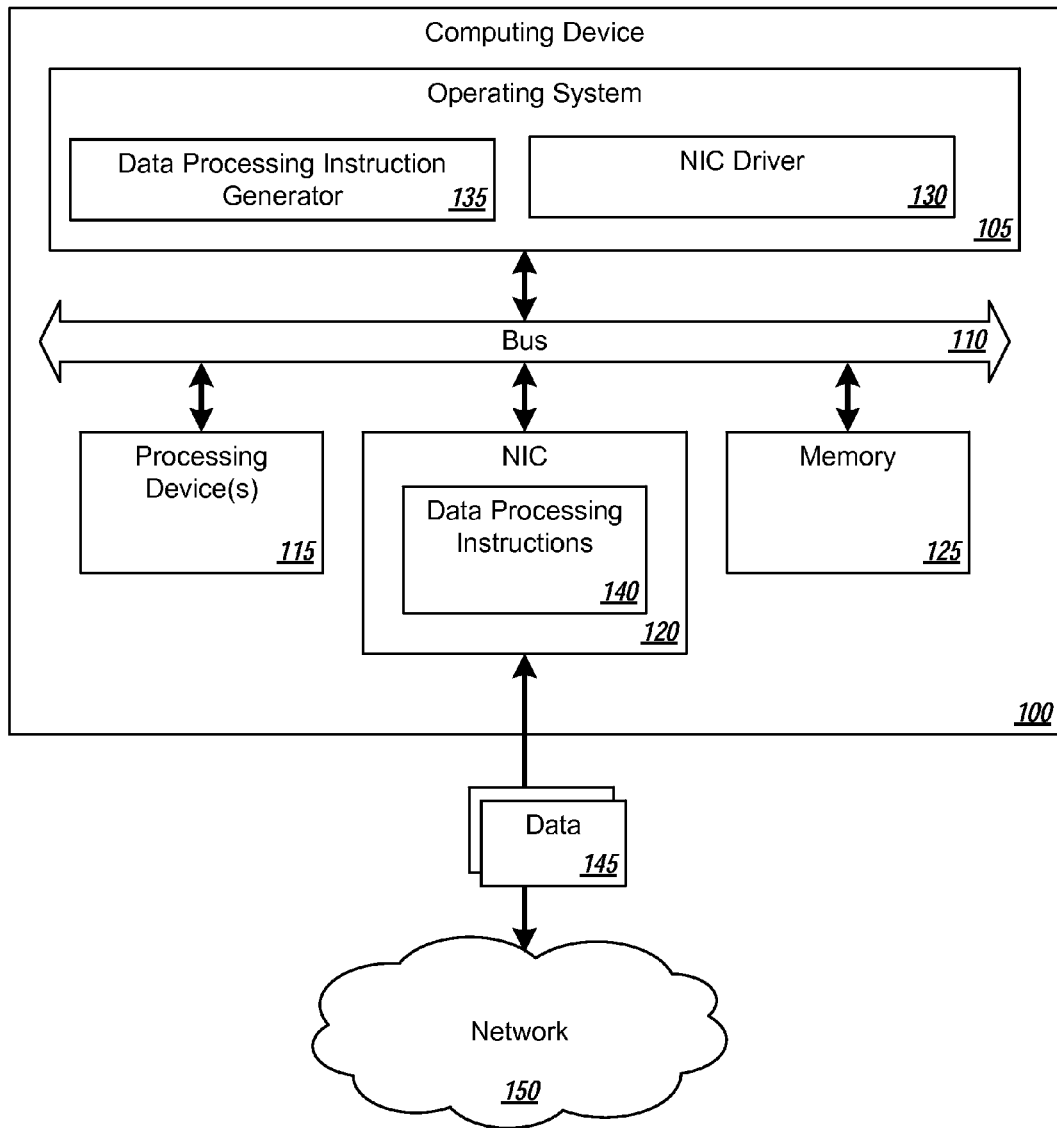 Computing Device
Operating System
Data Processing Instruction
Generator
135
NIC Driver
130
105
Bus
110
Processing
Device(s)
115
NIC
Data Processing
Instructions
140
120
Memory
125
100
Data
145
Network
150